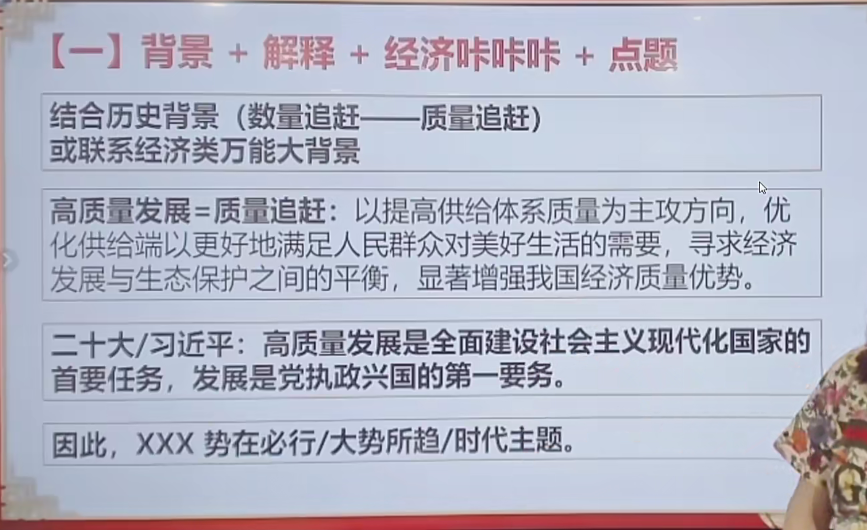 【一】背景 + 解释 + 经济咔咔咔 + 点题
结合历史背景（数量追赶——质量追赶）
或联系经济类万能大背景
高质量发展=质量追赶：以提高供给体系质量为主攻方向，优
化供给端以更好地满足人民群众对美好生活的需要，寻求经济
发展与生态保护之间的平衡，显著增强我国经济质量优势。
二十大/习近平：高质量发展是全面建设社会主义现代化国家的
首要任务，发展是党执政兴国的第一要务。
因此，XXX 势在必行/大势所趋/时代主题。
G